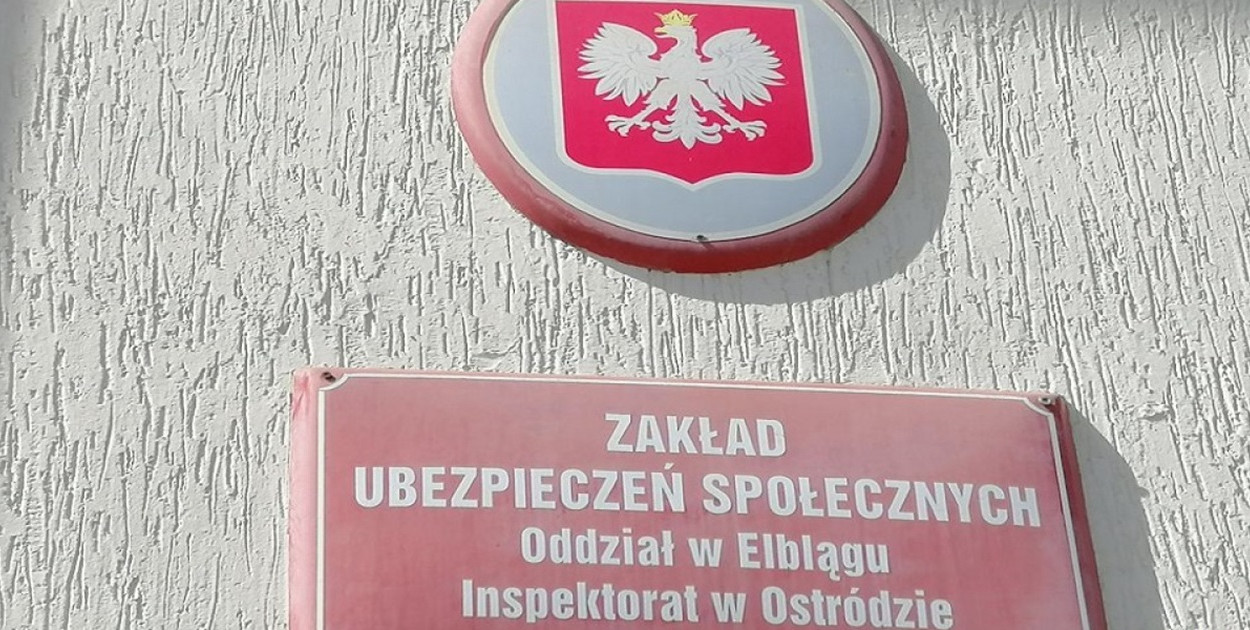 ZAKŁAD
UBEZPIECZEŃ SPOŁECZNYCH
Oddział w Elblągu
Inspektorat w Ostródzie